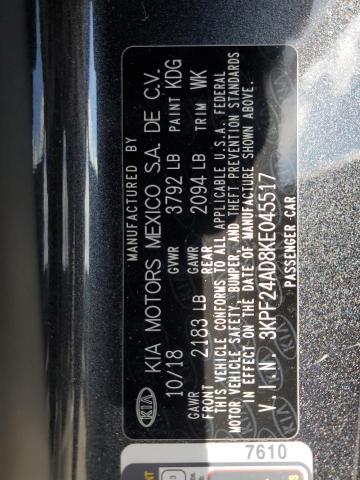 MANUFACTURED BY
KIA KIA MOTORS MEXICO S.A. DE C.V.
10/18 GVWR 3792 LB PAINT KDG
GAWR FRONT 2183 LB GAWR REAR 2094 LB TRIM WK
THIS VEHICLE CONFORMS TO ALL APPLICABLE U.S.A. FEDERAL
MOTOR VEHICLE SAFETY, BUMPER, AND THEFT PREVENTION STANDARDS
IN EFFECT ON THE DATE OF MANUFACTURE SHOWN ABOVE.
V.I.N. 3KPF24AD8KE045517
PASSENGER CAR
7610